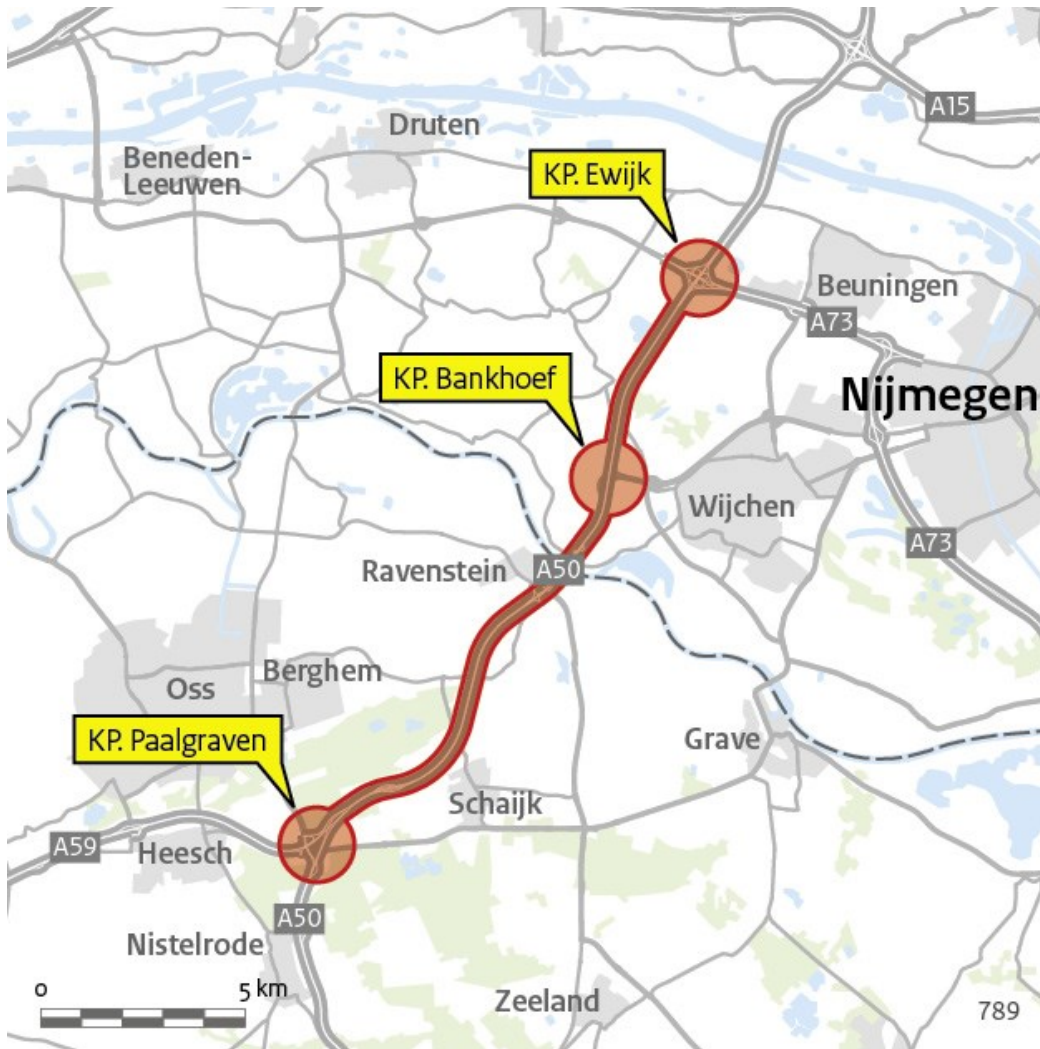 A15
Druten
Beneden-
Leeuwen
KP. Ewijk
Beuningen
A73
KP. Bankhoef
Nijmegen
Wijchen
A73
Ravenstein
A50
Berghem
Oss
KP. Paalgraven
Grave
Schaijk
A59
Heesch
A50
Nistelrode
0 5 km
Zeeland
789